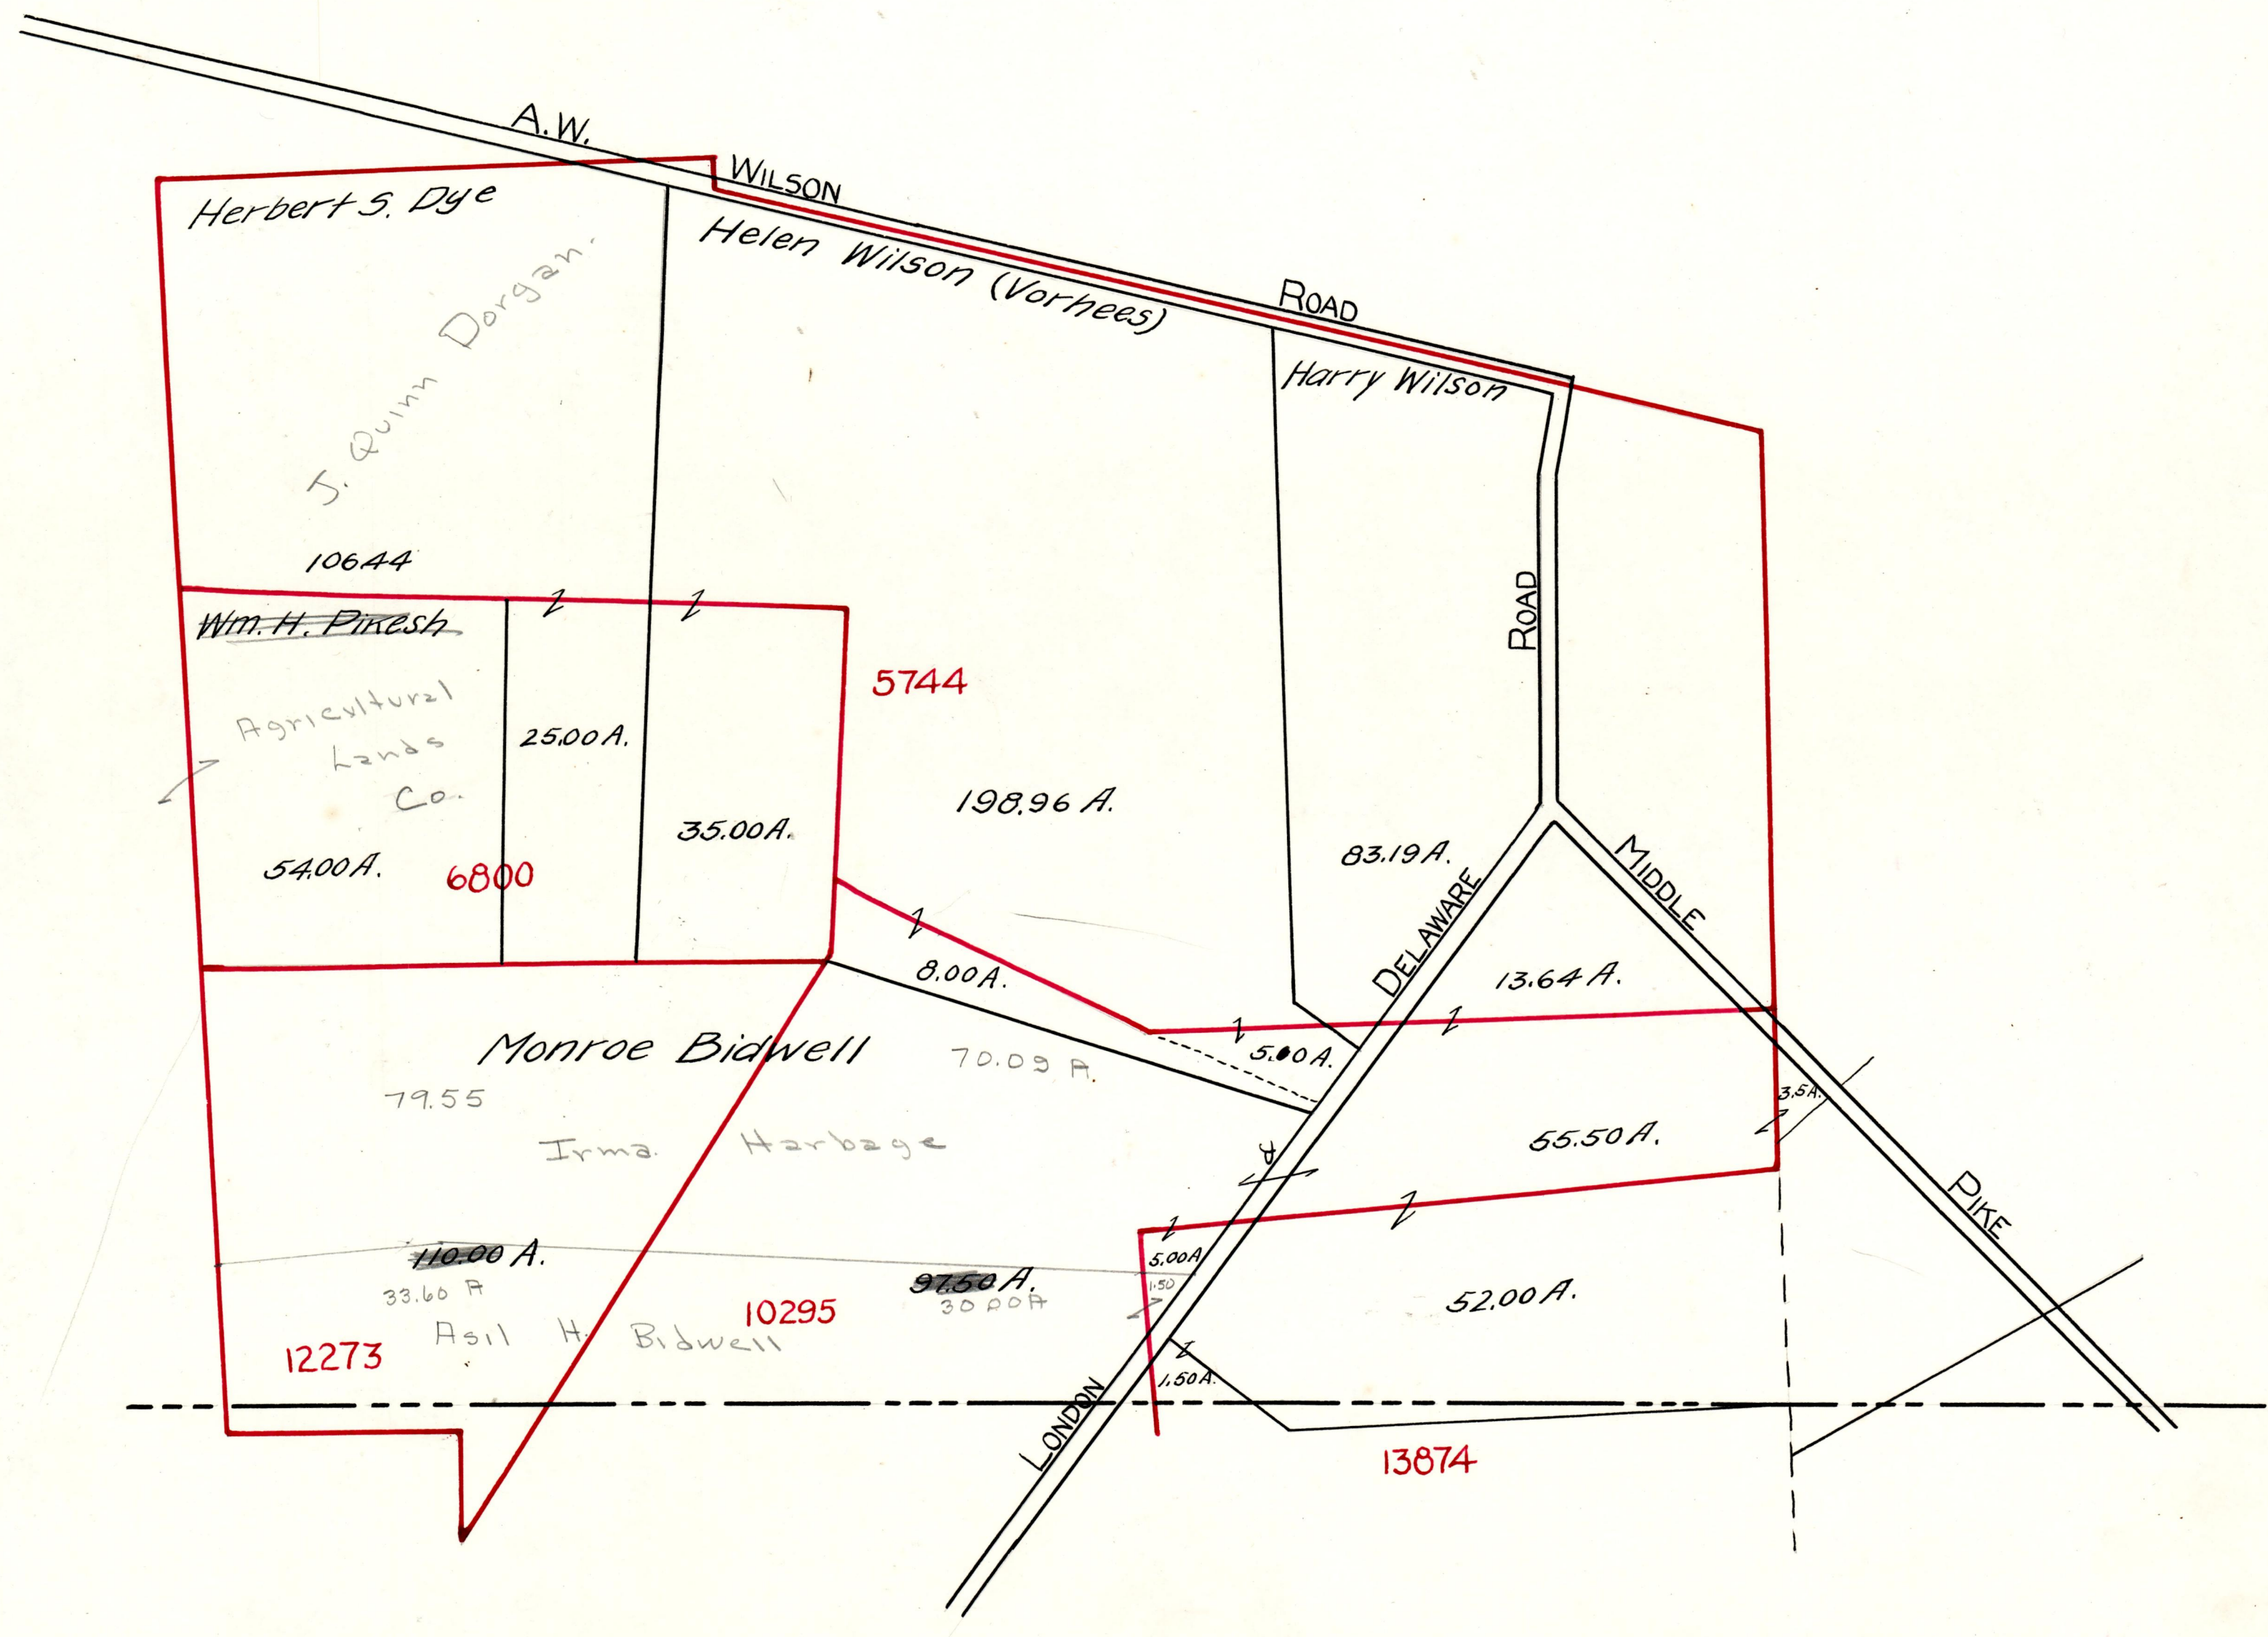 A.W. WILSON ROAD
Herbert S. Dye
Helen Wilson (Vorhees)
J. Quinn Dorgan.
Harry Wilson
10644
Wm. H. Pikesh
ROAD
5744
Agricultural
Lands
Co.
25.00 A.
198.96 A.
35.00 A.
83.19 A.
MIDDLE PIKE
54.00 A.
6800
LONDON DELAWARE
8.00 A.
13.64 A.
Monroe Bidwell
70.09 A.
5.00 A.
79.55
3.5 A.
Irma Harbage
55.50 A.
R
110.00 A.
5.00 A
33.60 A
97.50 A.
1.50
30.00 A
52.00 A.
10295
Asil H. Bidwell
12273
1.50 A.
13874